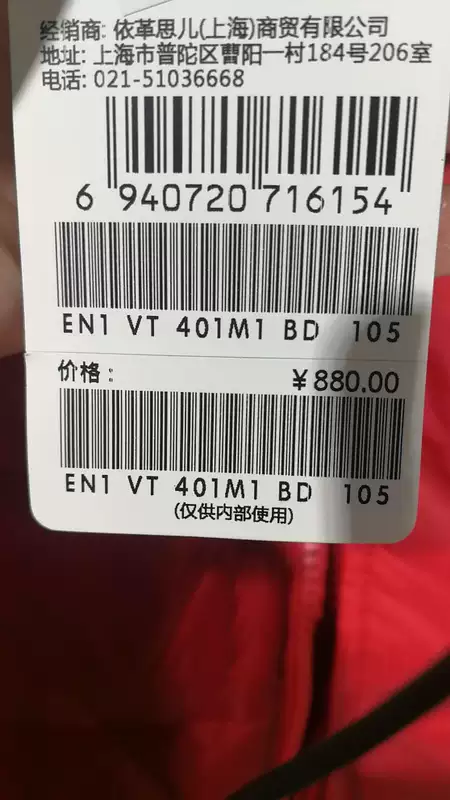 经销商: 依革思儿(上海)商贸有限公司
地址: 上海市普陀区曹阳一村184号206室
电话: 021-51036668
6 940720 716154
EN1 VT 401M1 BD 105
价格: ¥880.00
EN1 VT 401M1 BD 105
(仅供内部使用)